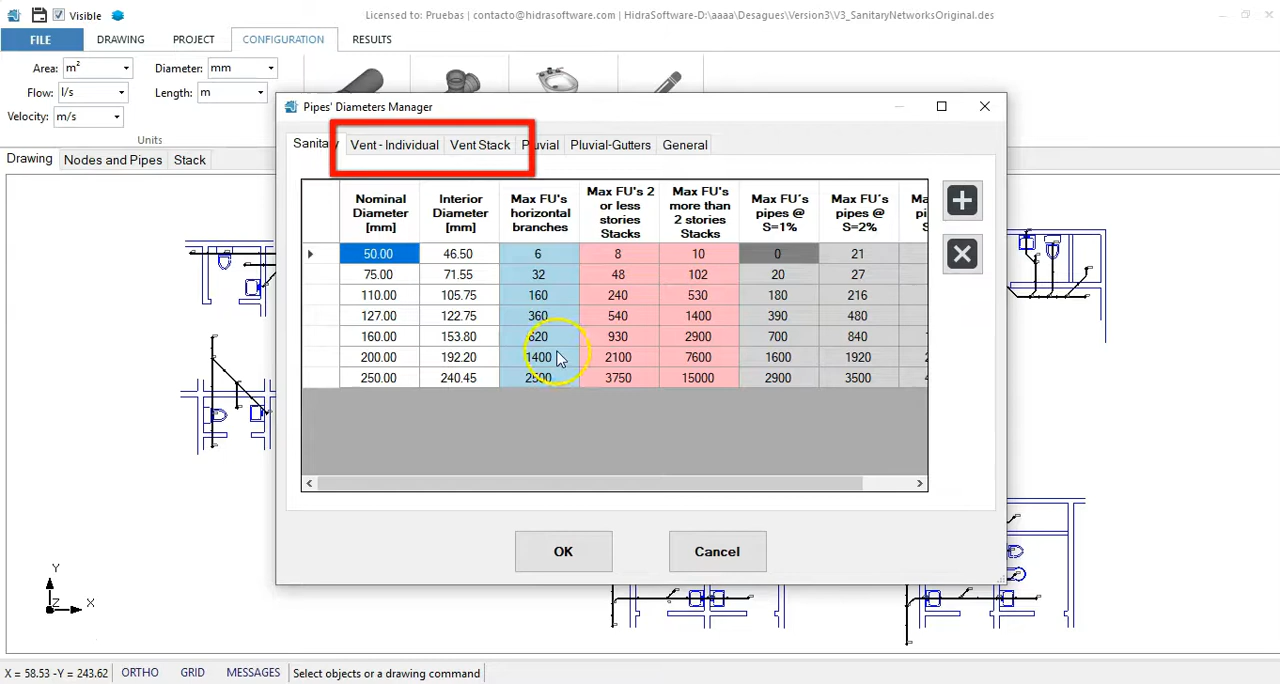 Visible
Licensed to: Pruebas | contacto@hidrasoftware.com | HidraSoftware-D:\aaaa\Desagues\Version3\V3_SanitaryNetworksOriginal.des
FILE DRAWING PROJECT CONFIGURATION RESULTS
Area: m² Diameter: mm
Flow: l/s Length: m
Velocity: m/s
Units
Drawing Nodes and Pipes Stack
Pipes' Diameters Manager
Sanitary Vent - Individual Vent Stack Pluvial Pluvial-Gutters General
Nominal Diameter [mm] Interior Diameter [mm] Max FU's horizontal branches Max FU's 2 or less stories Stacks Max FU's more than 2 stories Stacks Max FU´s pipes @ S=1% Max FU´s pipes @ S=2%
50.00 46.50 6 8 10 0 21
75.00 71.55 32 48 102 20 27
110.00 105.75 160 240 530 180 216
127.00 122.75 360 540 1400 390 480
160.00 153.80 620 930 2900 700 840
200.00 192.20 1400 2100 7600 1600 1920
250.00 240.45 2500 3750 15000 2900 3500
OK Cancel
Y
Z X
X = 58.53 -Y = 243.62 ORTHO GRID MESSAGES Select objects or a drawing command